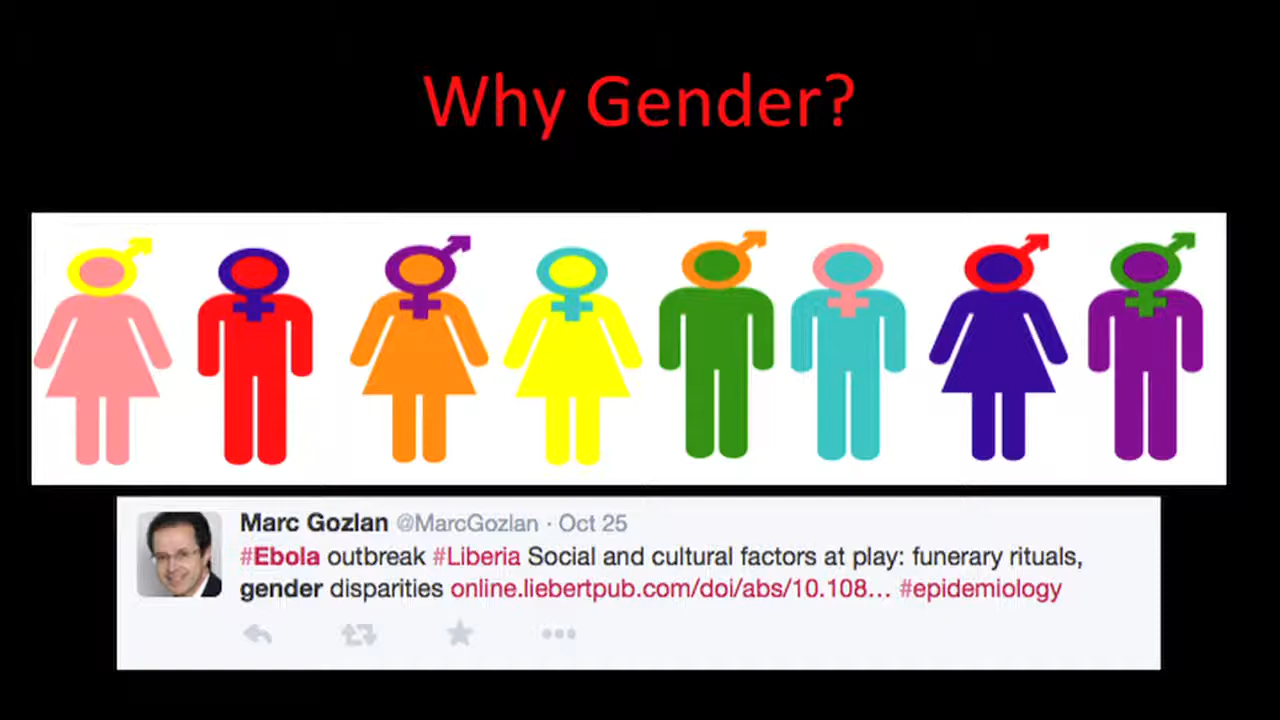 Why Gender?
Marc Gozlan @MarcGozlan · Oct 25
#Ebola outbreak #Liberia Social and cultural factors at play: funerary rituals,
gender disparities online.liebertpub.com/doi/abs/10.108... #epidemiology